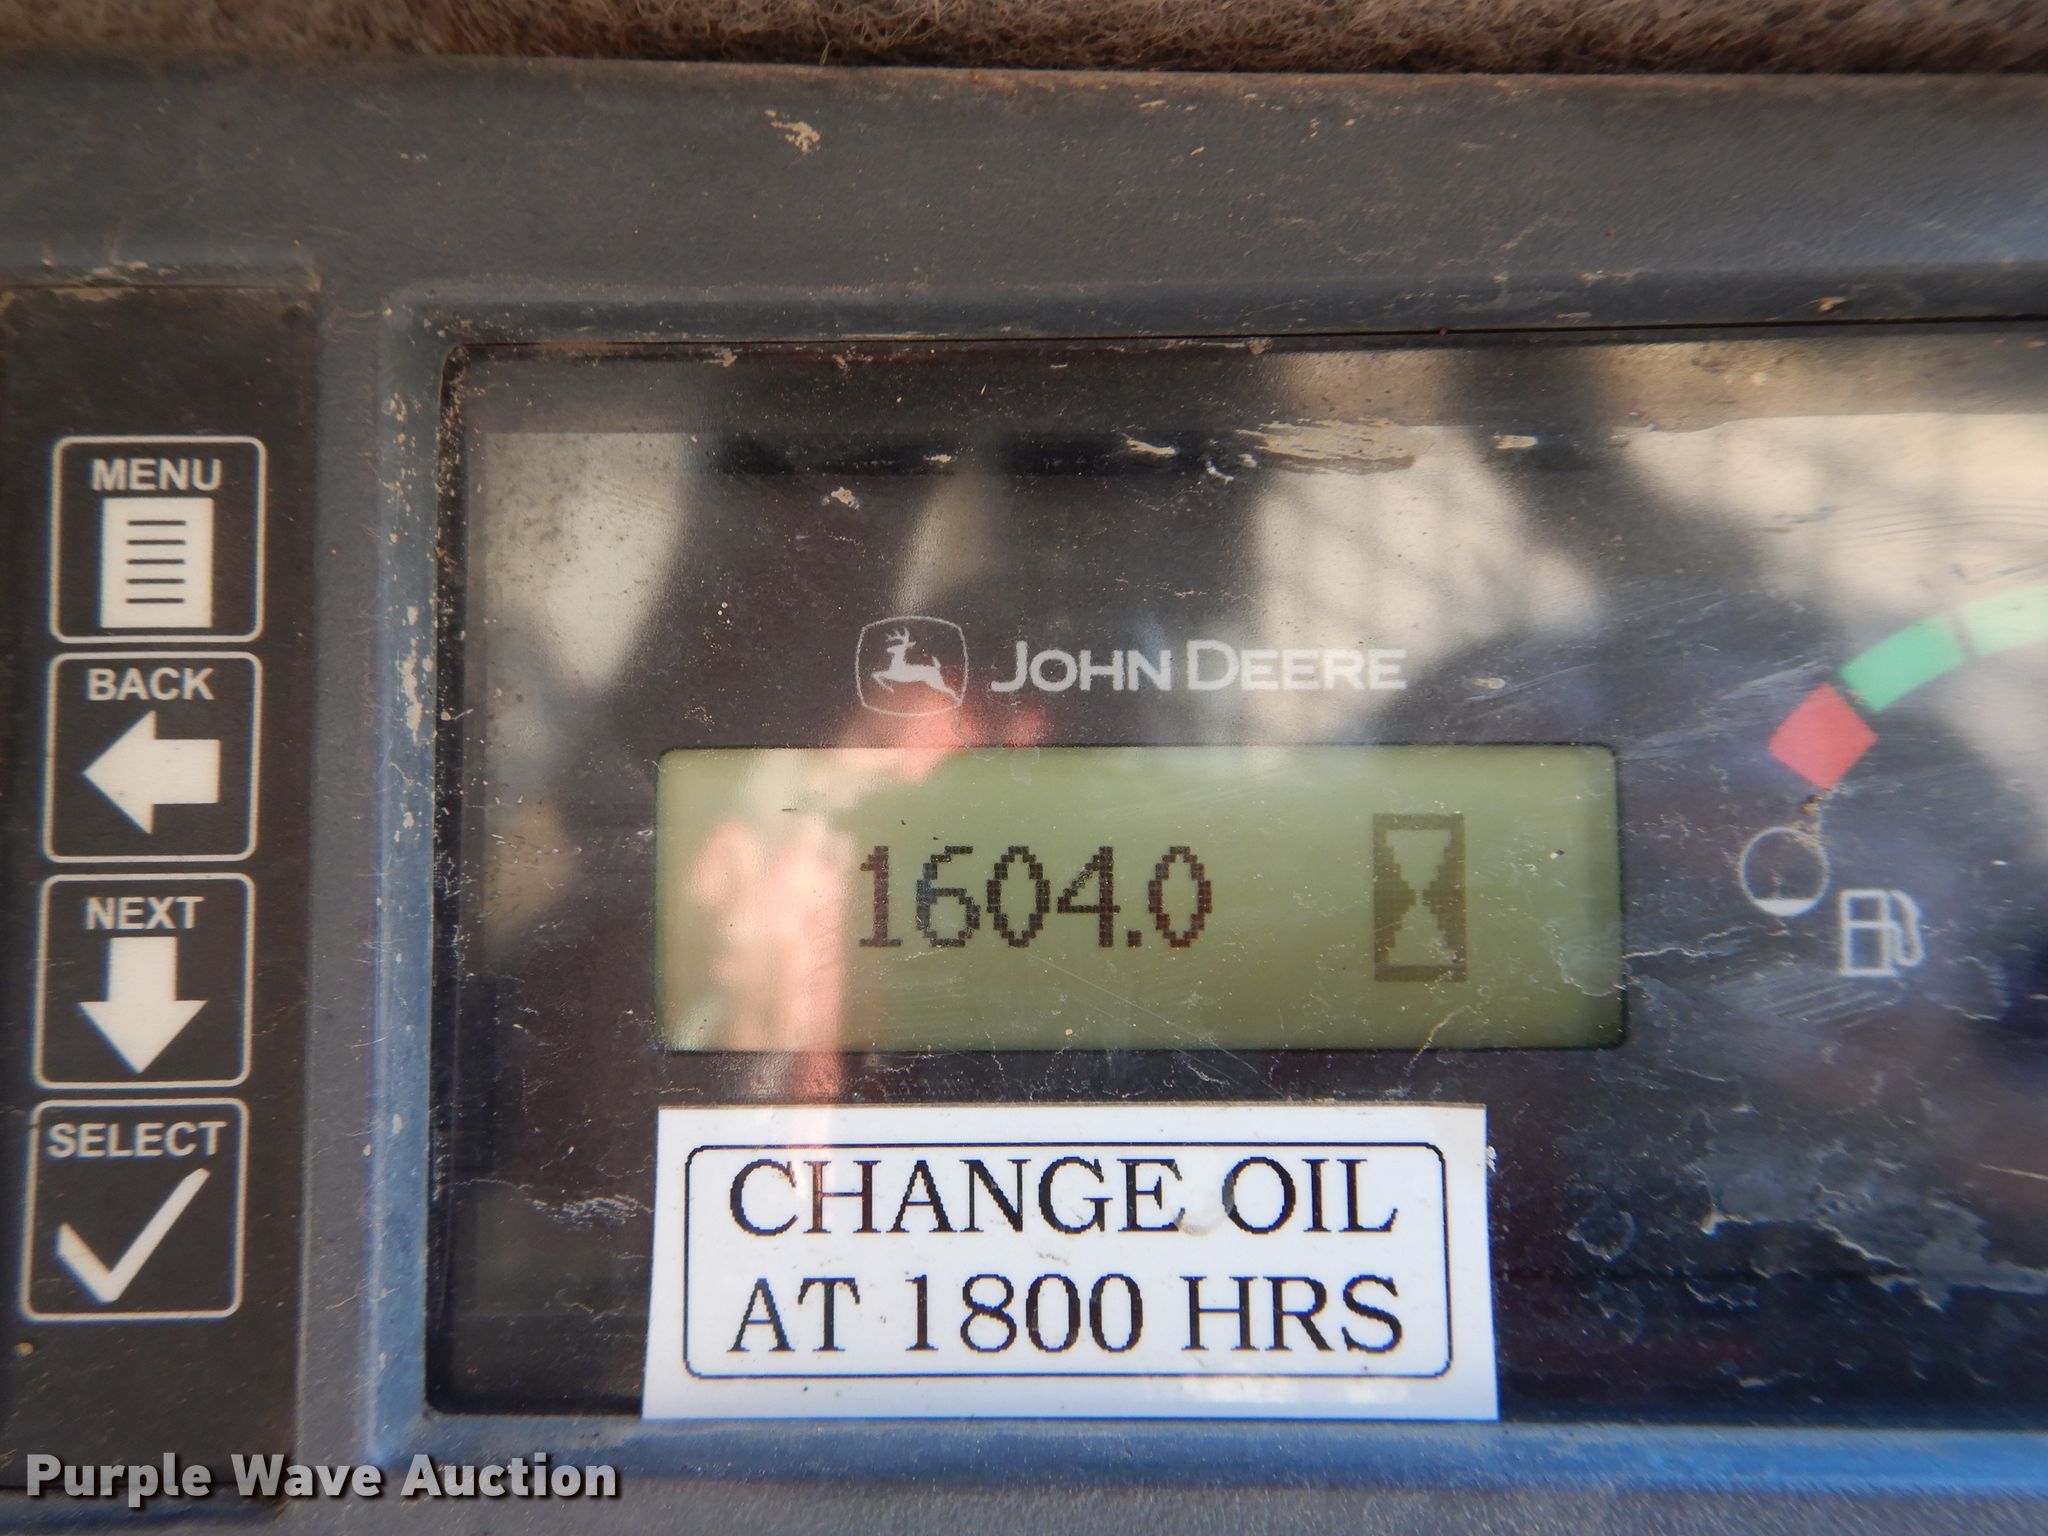 MENU
BACK
NEXT
SELECT
JOHN DEERE
1604.0
CHANGE OIL
AT 1800 HRS
Purple Wave Auction